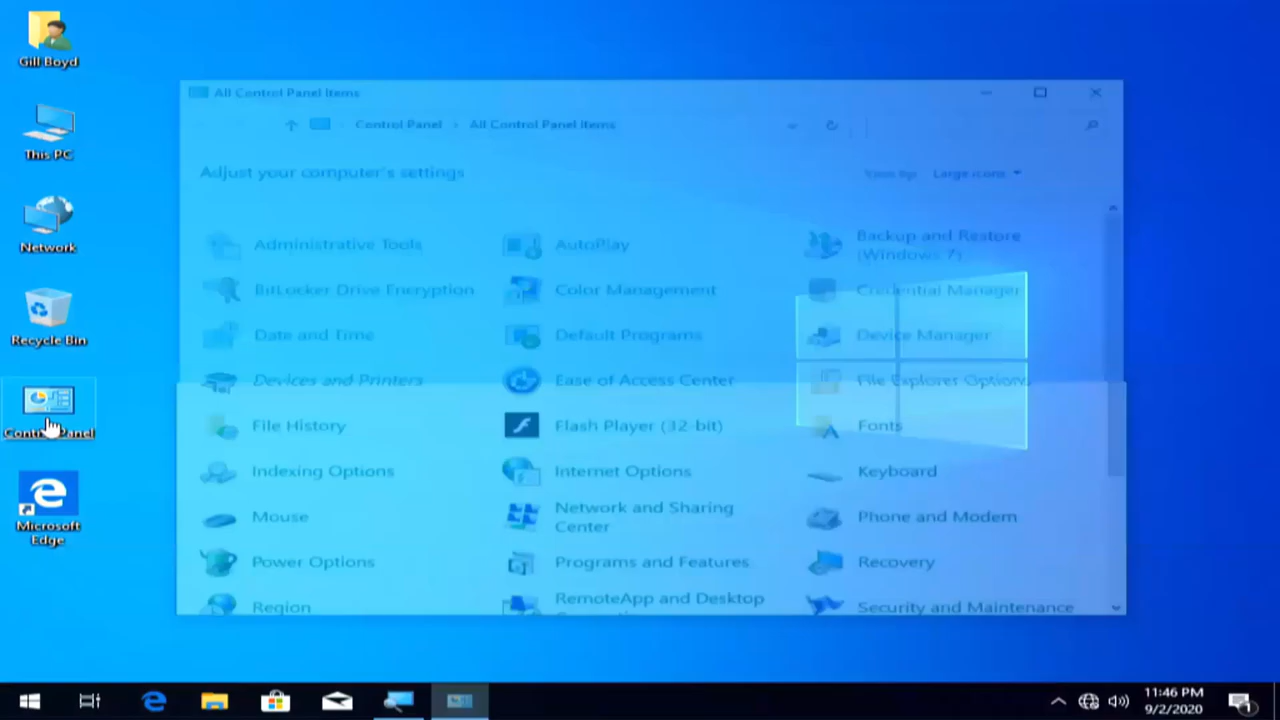 Gill Boyd
This PC
Network
Recycle Bin
Control Panel
Microsoft
Edge
All Control Panel Items
Control Panel
All Control Panel Items
Adjust your computer's settings
View by: Large icons
Administrative Tools
AutoPlay
Backup and Restore
(Windows 7)
BitLocker Drive Encryption
Color Management
Credential Manager
Date and Time
Default Programs
Device Manager
Devices and Printers
Ease of Access Center
File Explorer Options
File History
Flash Player (32-bit)
Fonts
Indexing Options
Internet Options
Keyboard
Mouse
Network and Sharing
Center
Phone and Modem
Power Options
Programs and Features
Recovery
Region
RemoteApp and Desktop
Security and Maintenance
11:46 PM
9/2/2020
1